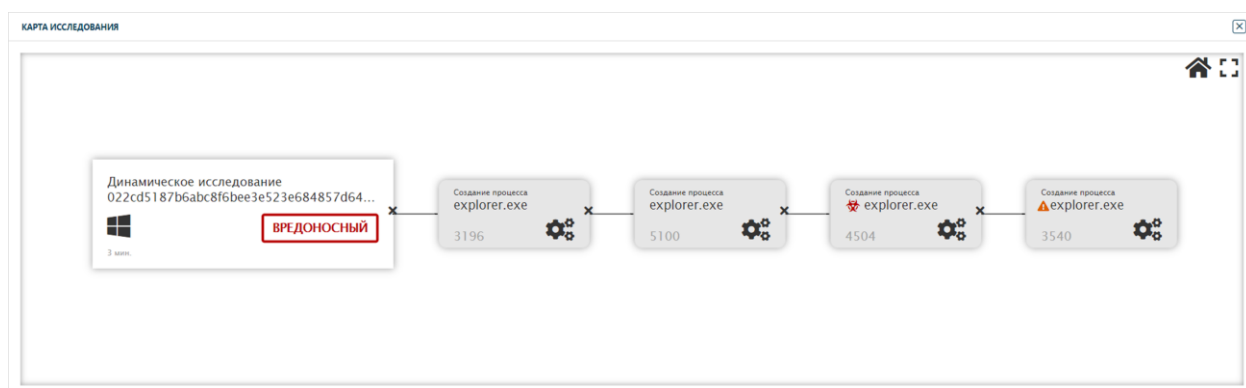 КАРТА ИССЛЕДОВАНИЯ
Динамическое исследование
022cd5187b6abc8f6bee3e523e684857d64...
ВРЕДОНОСНЫЙ
3 мин.
Создание процесса
explorer.exe
3196
Создание процесса
explorer.exe
5100
Создание процесса
explorer.exe
4504
Создание процесса
explorer.exe
3540